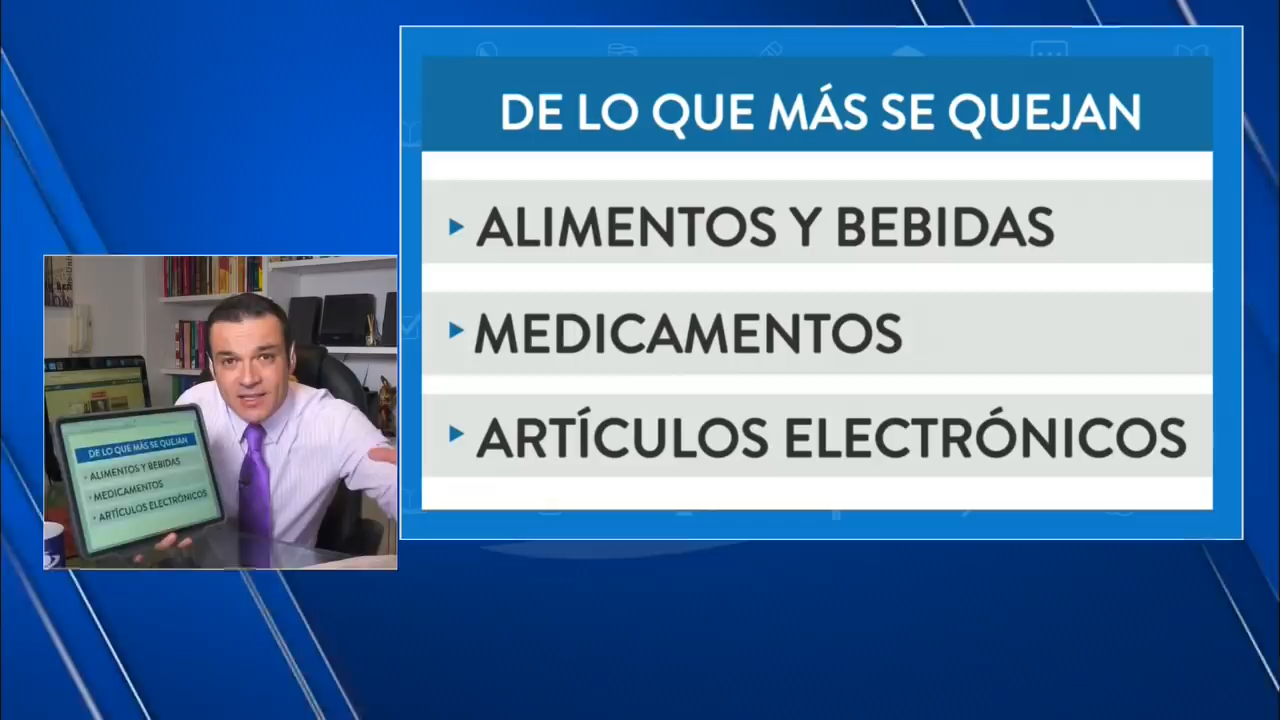 DE LO QUE MÁS SE QUEJAN
ALIMENTOS Y BEBIDAS
MEDICAMENTOS
ARTÍCULOS ELECTRÓNICOS
DE LO QUE MÁS SE QUEJAN
ALIMENTOS Y BEBIDAS
MEDICAMENTOS
ARTÍCULOS ELECTRÓNICOS